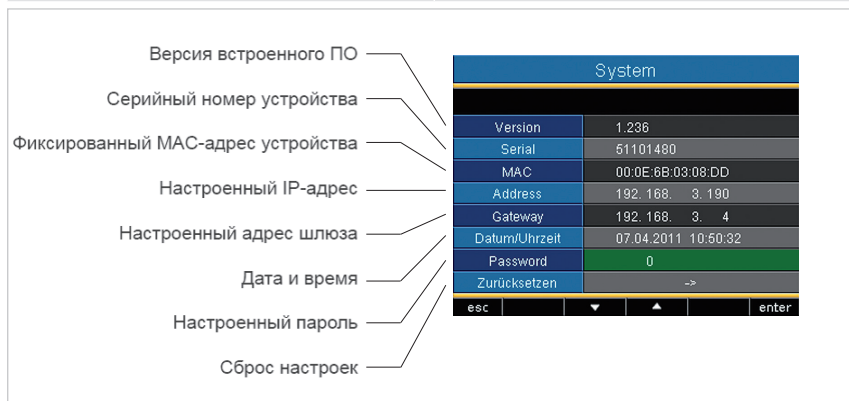 Версия встроенного ПО
Серийный номер устройства
Фиксированный MAC-адрес устройства
Настроенный IP-адрес
Настроенный адрес шлюза
Дата и время
Настроенный пароль
Сброс настроек
System
Version 1.236
Serial 51101480
MAC 00:0E:6B:03:08:DD
Address 192. 168. 3. 190
Gateway 192. 168. 3. 4
Datum/Uhrzeit 07.04.2011 10:50:32
Password 0
Zurücksetzen ->
esc ▼ ▲ enter